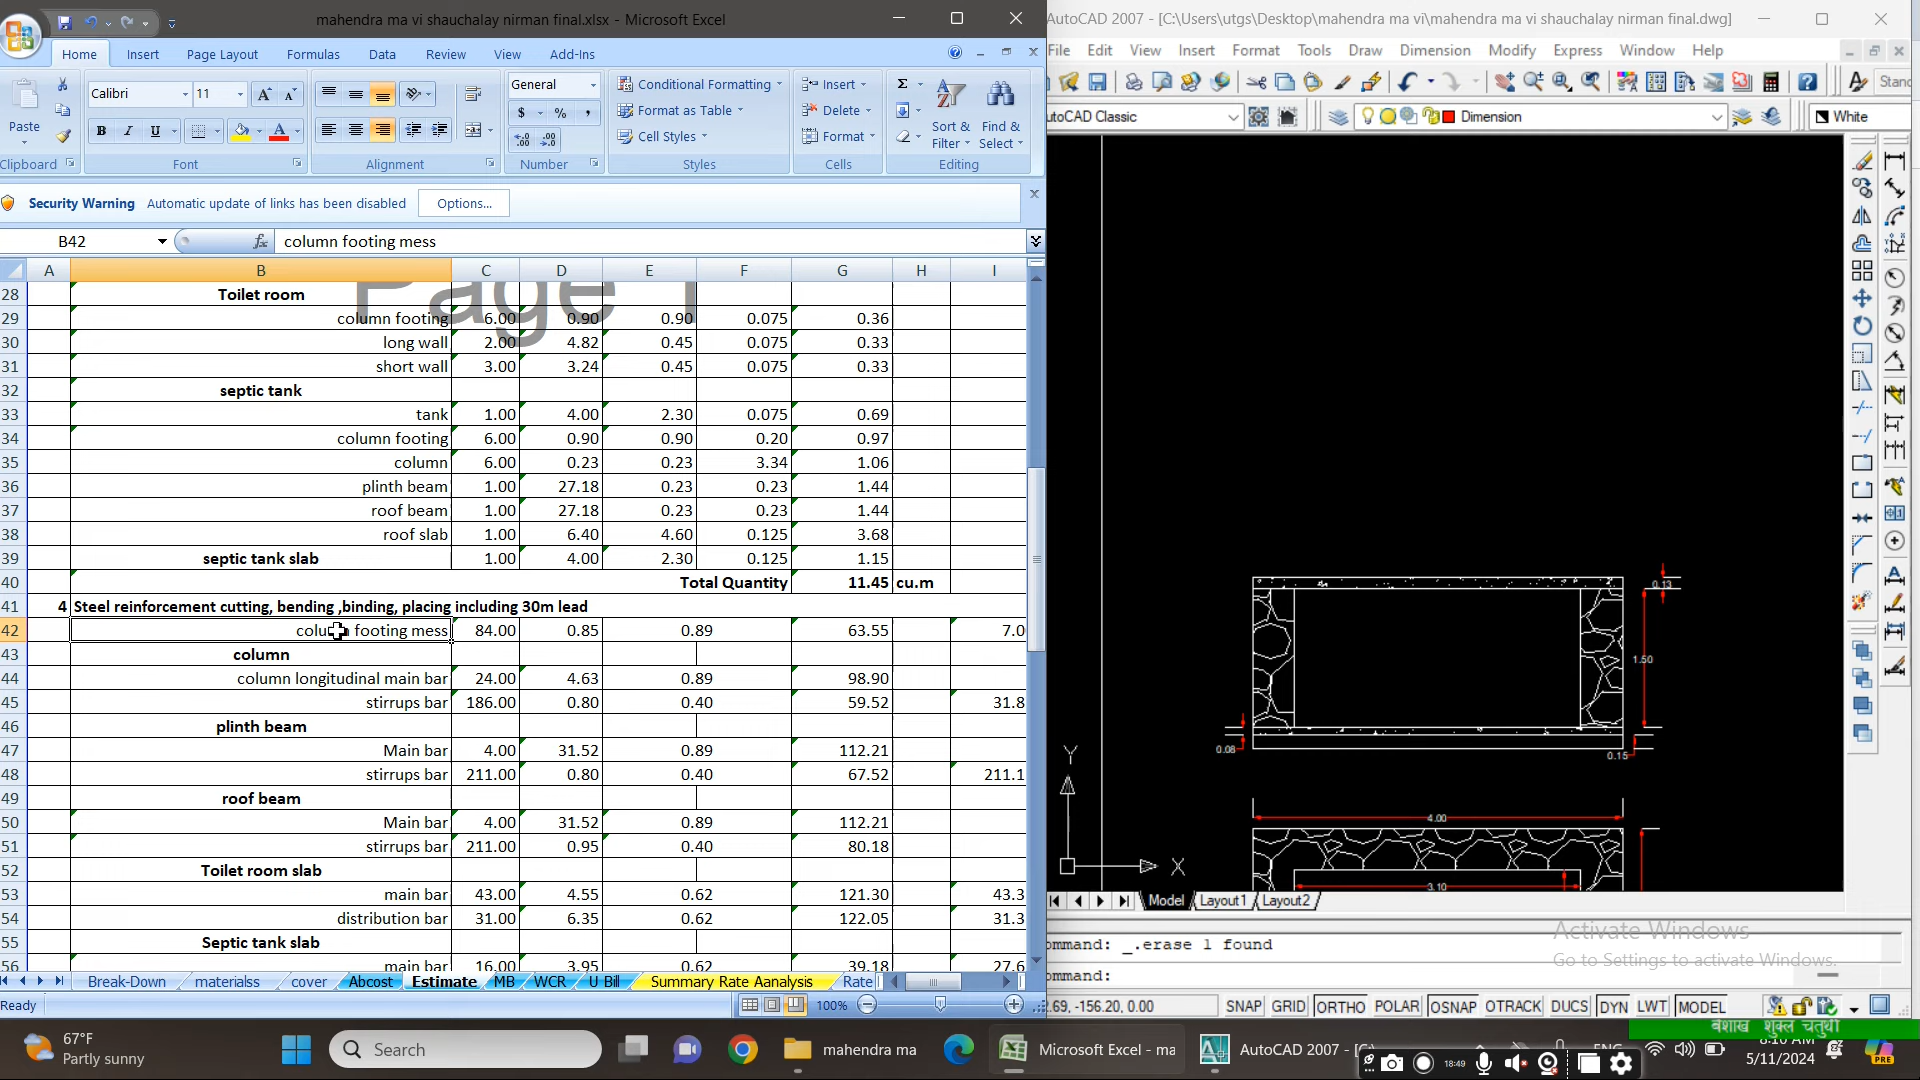 mahendra ma vi shauchalay nirman final.xlsx - Microsoft Excel
Home Insert Page Layout Formulas Data Review View Add-Ins
Paste
Calibri 11
General
Conditional Formatting
Format as Table
Cell Styles
Insert
Delete
Format
Sort & Filter
Find & Select
Clipboard Font Alignment Number Styles Cells Editing
Security Warning Automatic update of links has been disabled Options...
B42 fx column footing mess
A B C D E F G H I
Page 1
28 Toilet room
29 column footing 6.00 0.90 0.90 0.075 0.36
30 long wall 2.00 4.82 0.45 0.075 0.33
31 short wall 3.00 3.24 0.45 0.075 0.33
32 septic tank
33 tank 1.00 4.00 2.30 0.075 0.69
34 column footing 6.00 0.90 0.90 0.20 0.97
35 column 6.00 0.23 0.23 3.34 1.06
36 plinth beam 1.00 27.18 0.23 0.23 1.44
37 roof beam 1.00 27.18 0.23 0.23 1.44
38 roof slab 1.00 6.40 4.60 0.125 3.68
39 septic tank slab 1.00 4.00 2.30 0.125 1.15
40 Total Quantity 11.45 cu.m
41 4 Steel reinforcement cutting, bending ,binding, placing including 30m lead
42 column footing mess 84.00 0.85 0.89 63.55 7.0
43 column
44 column longitudinal main bar 24.00 4.63 0.89 98.90
45 stirrups bar 186.00 0.80 0.40 59.52 31.8
46 plinth beam
47 Main bar 4.00 31.52 0.89 112.21
48 stirrups bar 211.00 0.80 0.40 67.52 211.1
49 roof beam
50 Main bar 4.00 31.52 0.89 112.21
51 stirrups bar 211.00 0.95 0.40 80.18
52 Toilet room slab
53 main bar 43.00 4.55 0.62 121.30 43.3
54 distribution bar 31.00 6.35 0.62 122.05 31.3
55 Septic tank slab
56 main bar 16.00 3.95 0.62 39.18 27.6
Break-Down materialss cover Abcost Estimate MB WCR U Bill Summary Rate Aanalysis Rate
Ready 100%
AutoCAD 2007 - [C:\Users\utgs\Desktop\mahendra ma vi\mahendra ma vi shauchalay nirman final.dwg]
File Edit View Insert Format Tools Draw Dimension Modify Express Window Help
Stand
utoCAD Classic Dimension White
0.13
1.50
0.08
0.15
4.00
3.10
Y
X
Model Layout1 Layout2
ommand: _.erase 1 found
ommand:
Activate Windows
Go to Settings to activate Windows.
.69, -156.20, 0.00 SNAP GRID ORTHO POLAR OSNAP OTRACK DUCS DYN LWT MODEL
वैशाख शुक्ल चतुर्थी
67°F
Partly sunny
Search
mahendra ma
Microsoft Excel - ma
AutoCAD 2007 - [C:
18:49
8:10 AM
5/11/2024
PRE